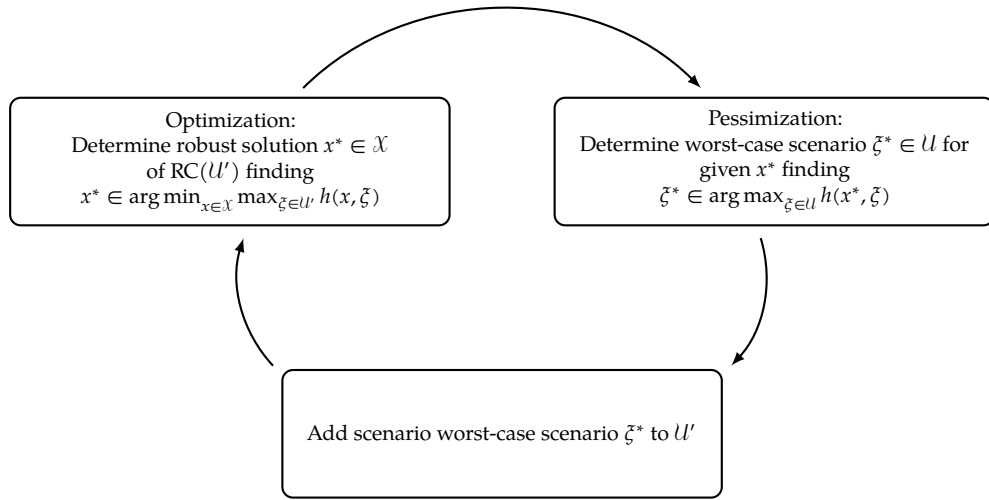 Optimization:
Determine robust solution x* ∈ 𝒳
of RC(𝒰′) finding
x* ∈ arg min_{x∈𝒳} max_{ξ∈𝒰′} h(x, ξ)
Pessimization:
Determine worst-case scenario ξ* ∈ 𝒰 for
given x* finding
ξ* ∈ arg max_{ξ∈𝒰} h(x*, ξ)
Add scenario worst-case scenario ξ* to 𝒰′